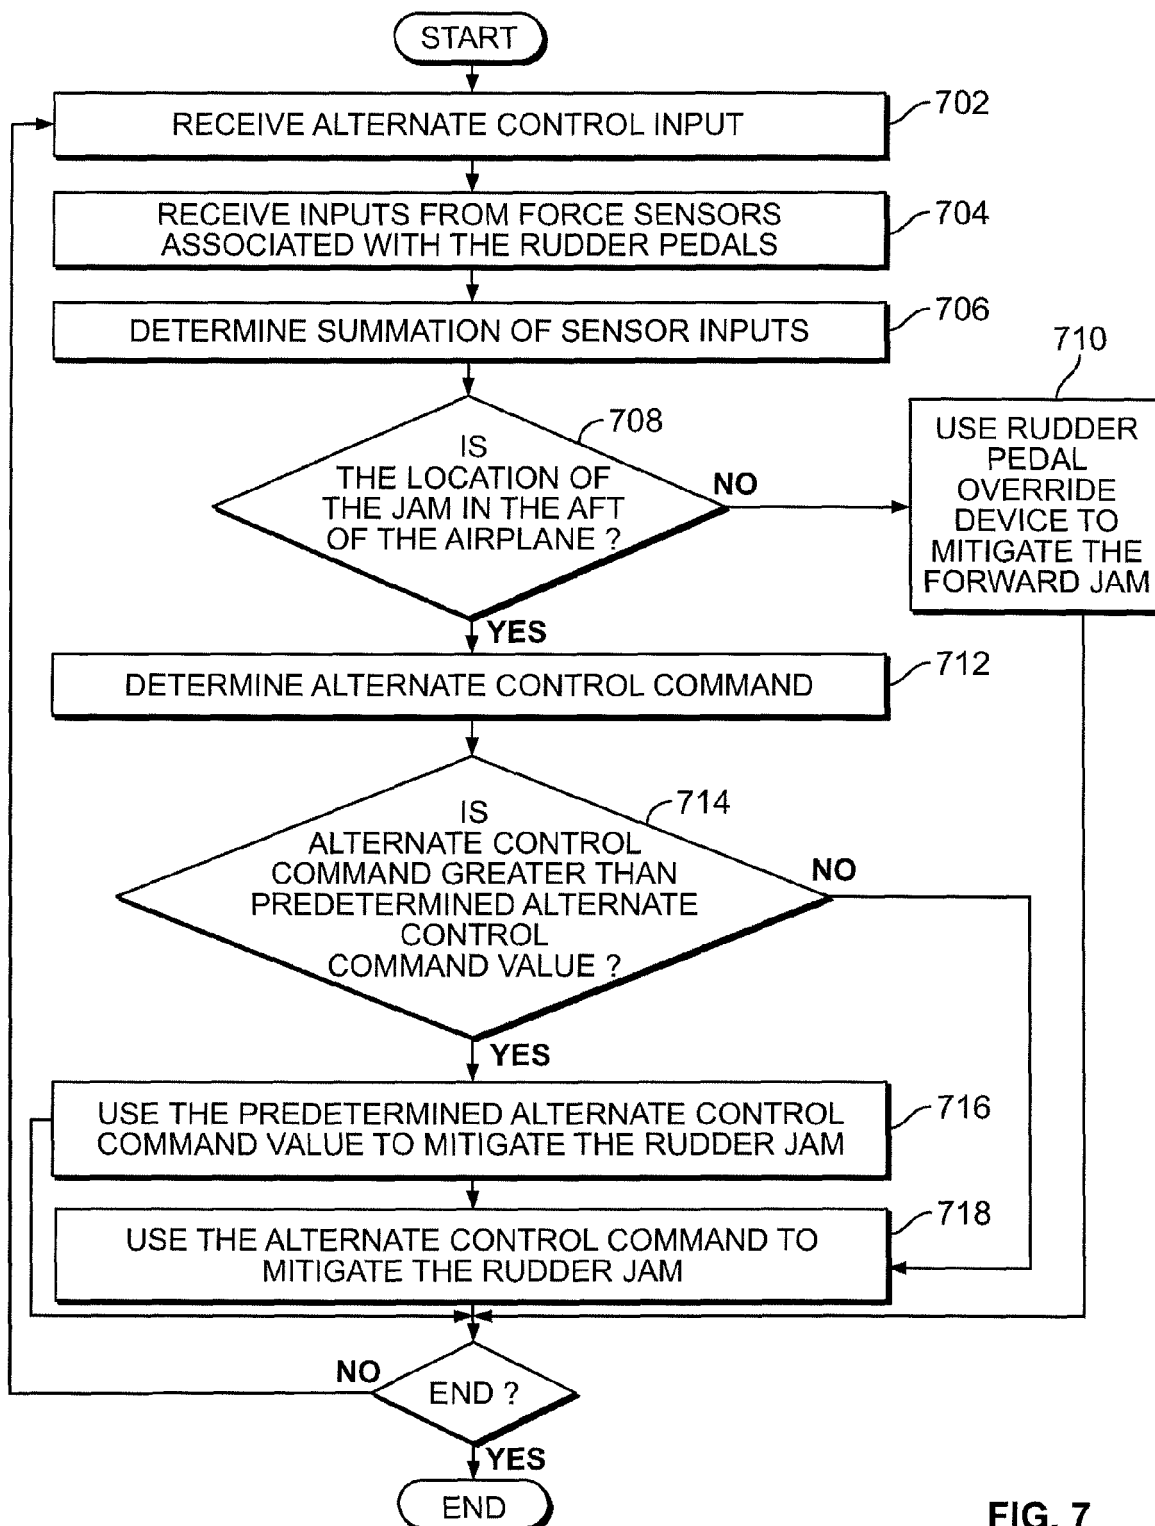 START
RECEIVE ALTERNATE CONTROL INPUT
702
RECEIVE INPUTS FROM FORCE SENSORS
ASSOCIATED WITH THE RUDDER PEDALS
704
DETERMINE SUMMATION OF SENSOR INPUTS
706
IS
THE LOCATION OF
THE JAM IN THE AFT
OF THE AIRPLANE ?
708
NO
710
USE RUDDER
PEDAL
OVERRIDE
DEVICE TO
MITIGATE THE
FORWARD JAM
YES
DETERMINE ALTERNATE CONTROL COMMAND
712
IS
ALTERNATE CONTROL
COMMAND GREATER THAN
PREDETERMINED ALTERNATE
CONTROL
COMMAND VALUE ?
714
NO
YES
USE THE PREDETERMINED ALTERNATE CONTROL
COMMAND VALUE TO MITIGATE THE RUDDER JAM
716
USE THE ALTERNATE CONTROL COMMAND TO
MITIGATE THE RUDDER JAM
718
NO
END ?
YES
END
FIG. 7